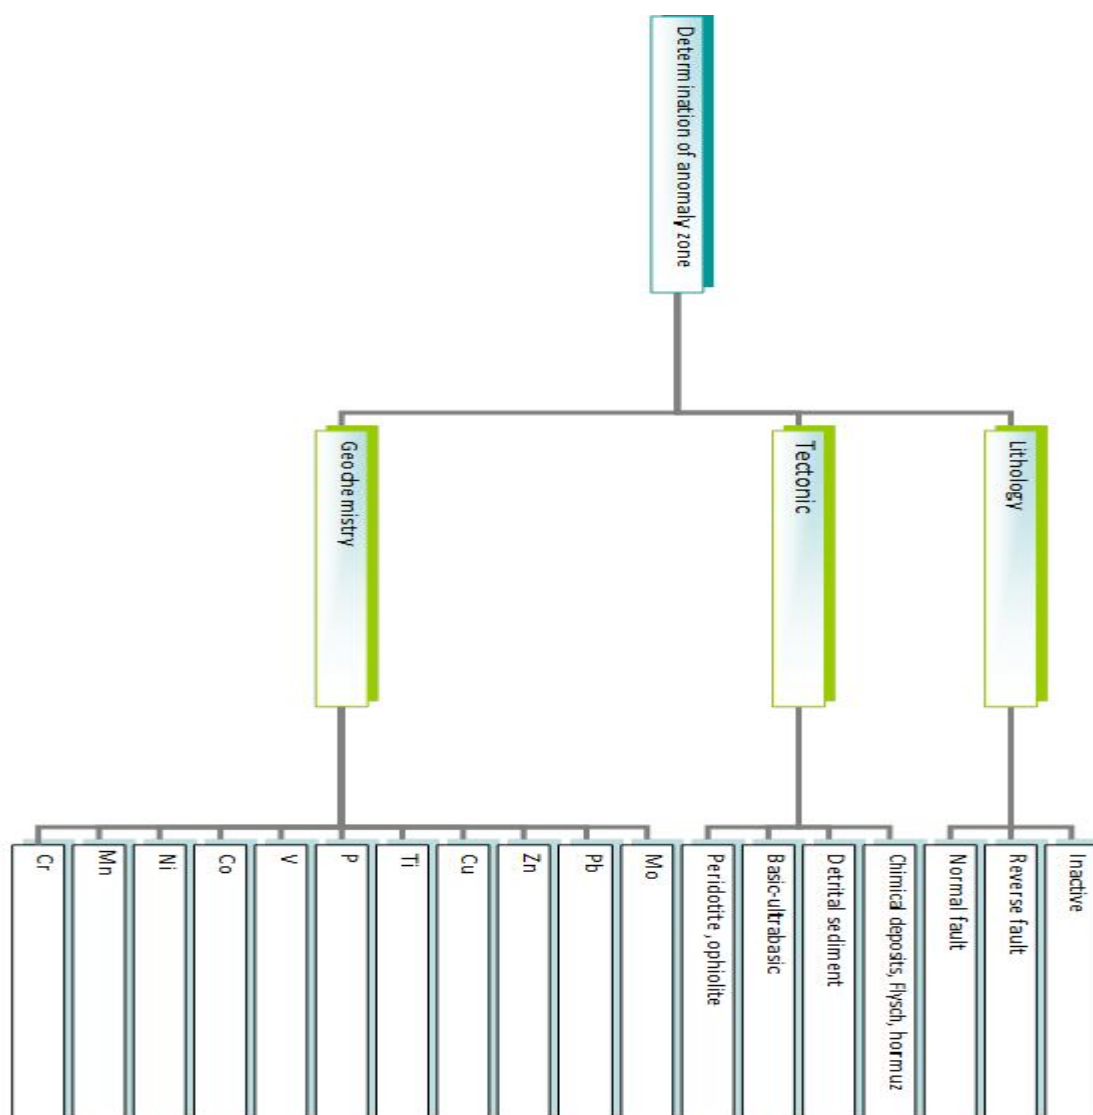 Determination of anomaly zone
Lithology
Inactive
Reverse fault
Normal fault
Tectonic
Chimical deposits, Flysch, hormuz
Detrital sediment
Basic-ultrabasic
Peridotite ,ophiolite
Geochemistry
Mo
Pb
Zn
Cu
Ti
P
V
Co
Ni
Mn
Cr